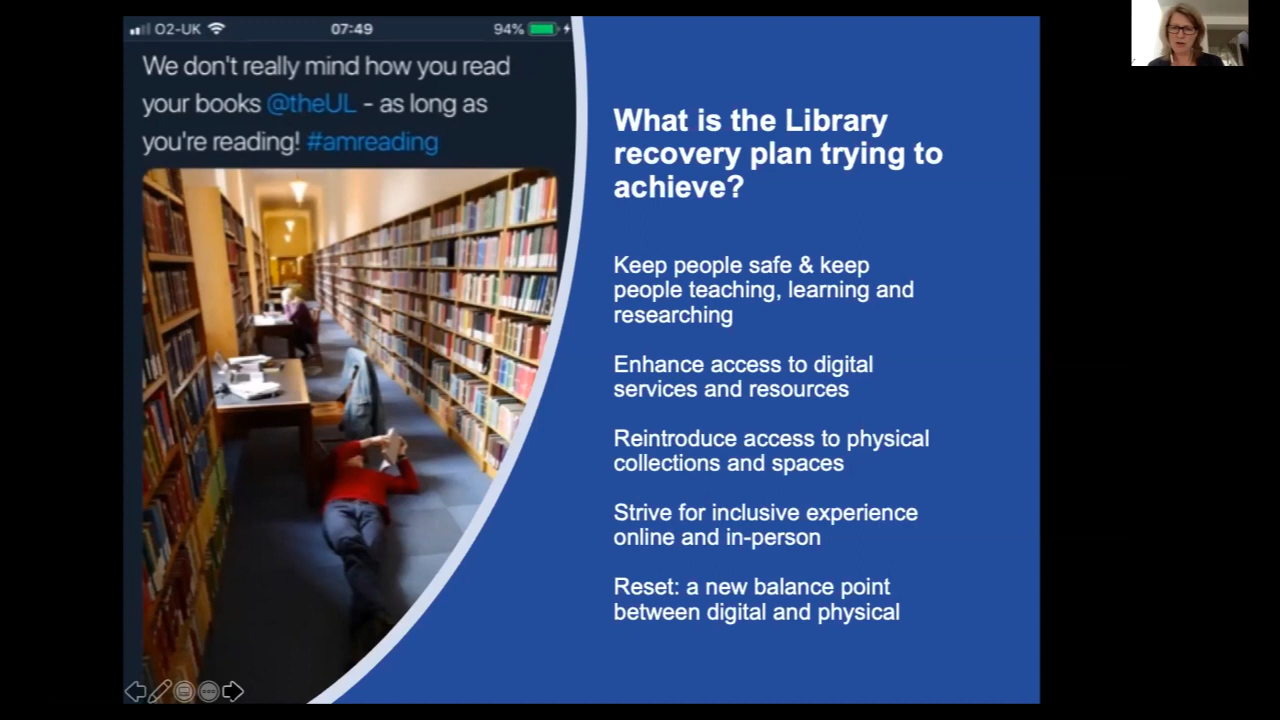 O2-UK 07:49 94%
We don't really mind how you read
your books @theUL - as long as
you're reading! #amreading
What is the Library
recovery plan trying to
achieve?
Keep people safe & keep
people teaching, learning and
researching
Enhance access to digital
services and resources
Reintroduce access to physical
collections and spaces
Strive for inclusive experience
online and in-person
Reset: a new balance point
between digital and physical